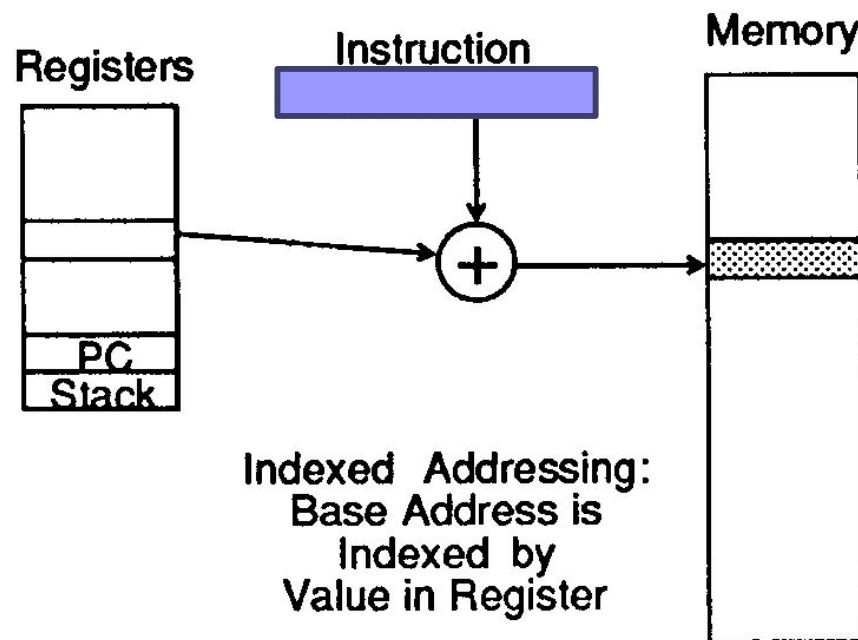 Registers
Instruction
Memory
+
PC
Stack
Indexed Addressing:
Base Address is
Indexed by
Value in Register